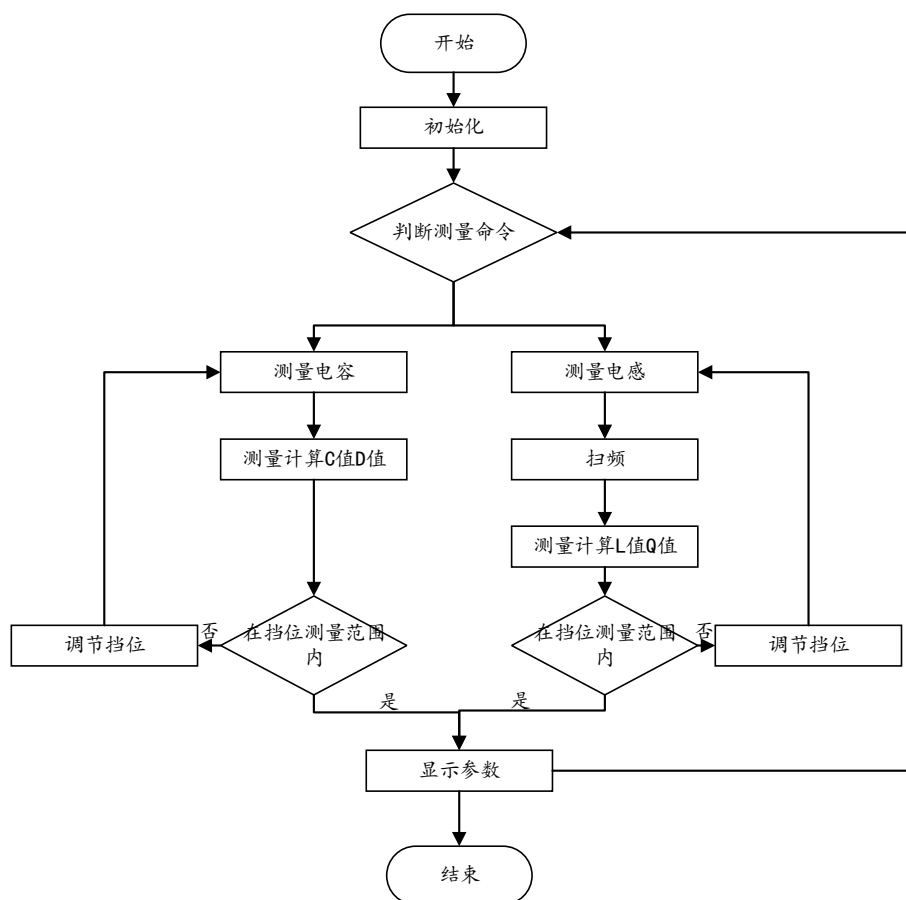 开始
初始化
判断测量命令
测量电容
测量电感
测量计算C值D值
扫频
测量计算L值Q值
调节挡位
否
在挡位测量范围
内
在挡位测量范围
内
否
调节挡位
是
是
显示参数
结束